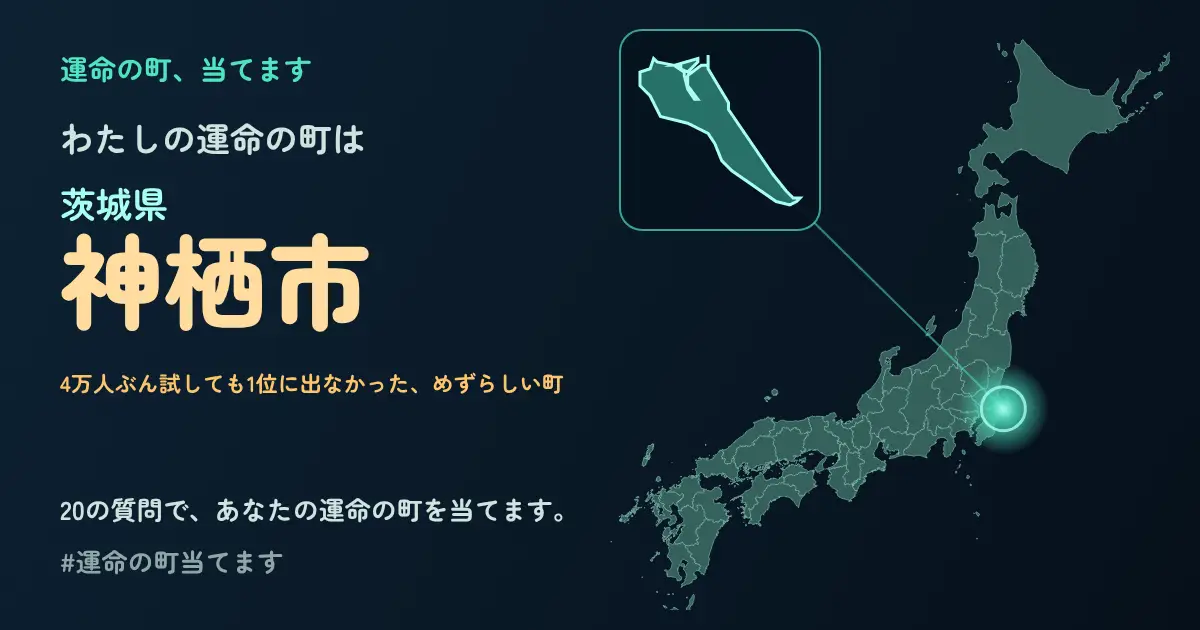 運命の町、当てます
わたしの運命の町は
茨城県
神栖市
4万人ぶん試しても1位に出なかった、めずらしい町
20の質問で、あなたの運命の町を当てます。
#運命の町当てます